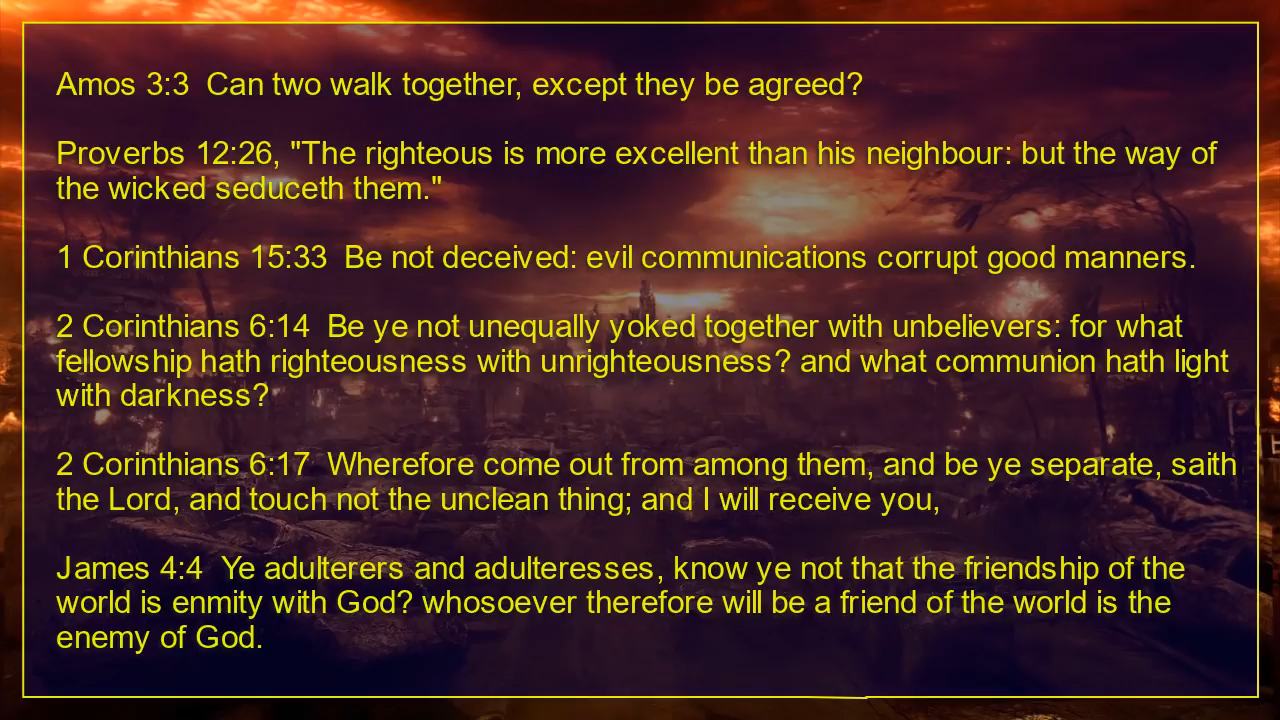 Amos 3:3  Can two walk together, except they be agreed?
Proverbs 12:26, "The righteous is more excellent than his neighbour: but the way of
the wicked seduceth them."
1 Corinthians 15:33  Be not deceived: evil communications corrupt good manners.
2 Corinthians 6:14  Be ye not unequally yoked together with unbelievers: for what
fellowship hath righteousness with unrighteousness? and what communion hath light
with darkness?
2 Corinthians 6:17  Wherefore come out from among them, and be ye separate, saith
the Lord, and touch not the unclean thing; and I will receive you,
James 4:4  Ye adulterers and adulteresses, know ye not that the friendship of the
world is enmity with God? whosoever therefore will be a friend of the world is the
enemy of God.